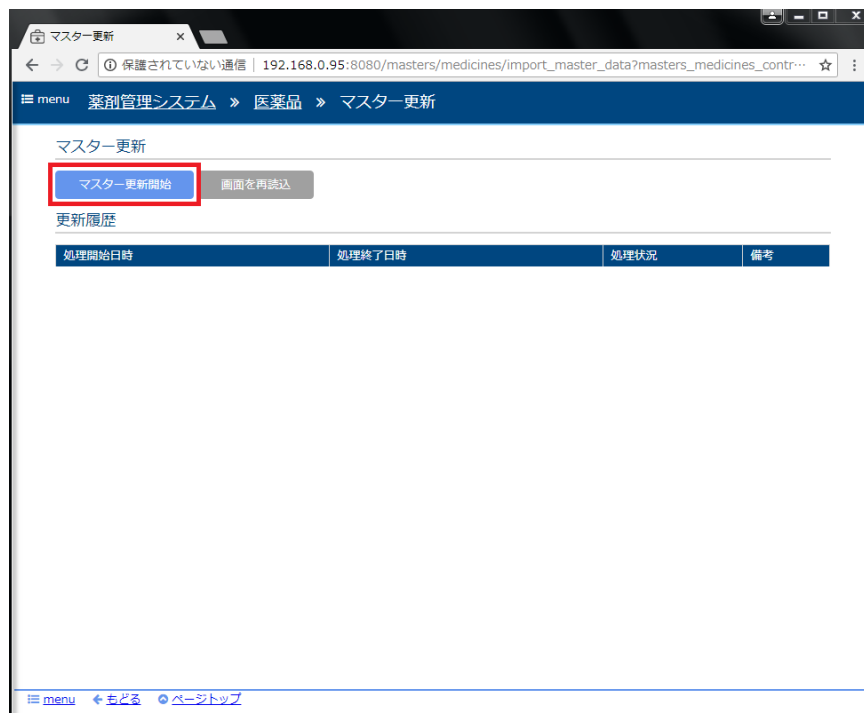 マスター更新
保護されていない通信 | 192.168.0.95:8080/masters/medicines/import_master_data?masters_medicines_contr…
menu 薬剤管理システム » 医薬品 » マスター更新
マスター更新
マスター更新開始 画面を再読込
更新履歴
処理開始日時 処理終了日時 処理状況 備考
menu もどる ページトップ